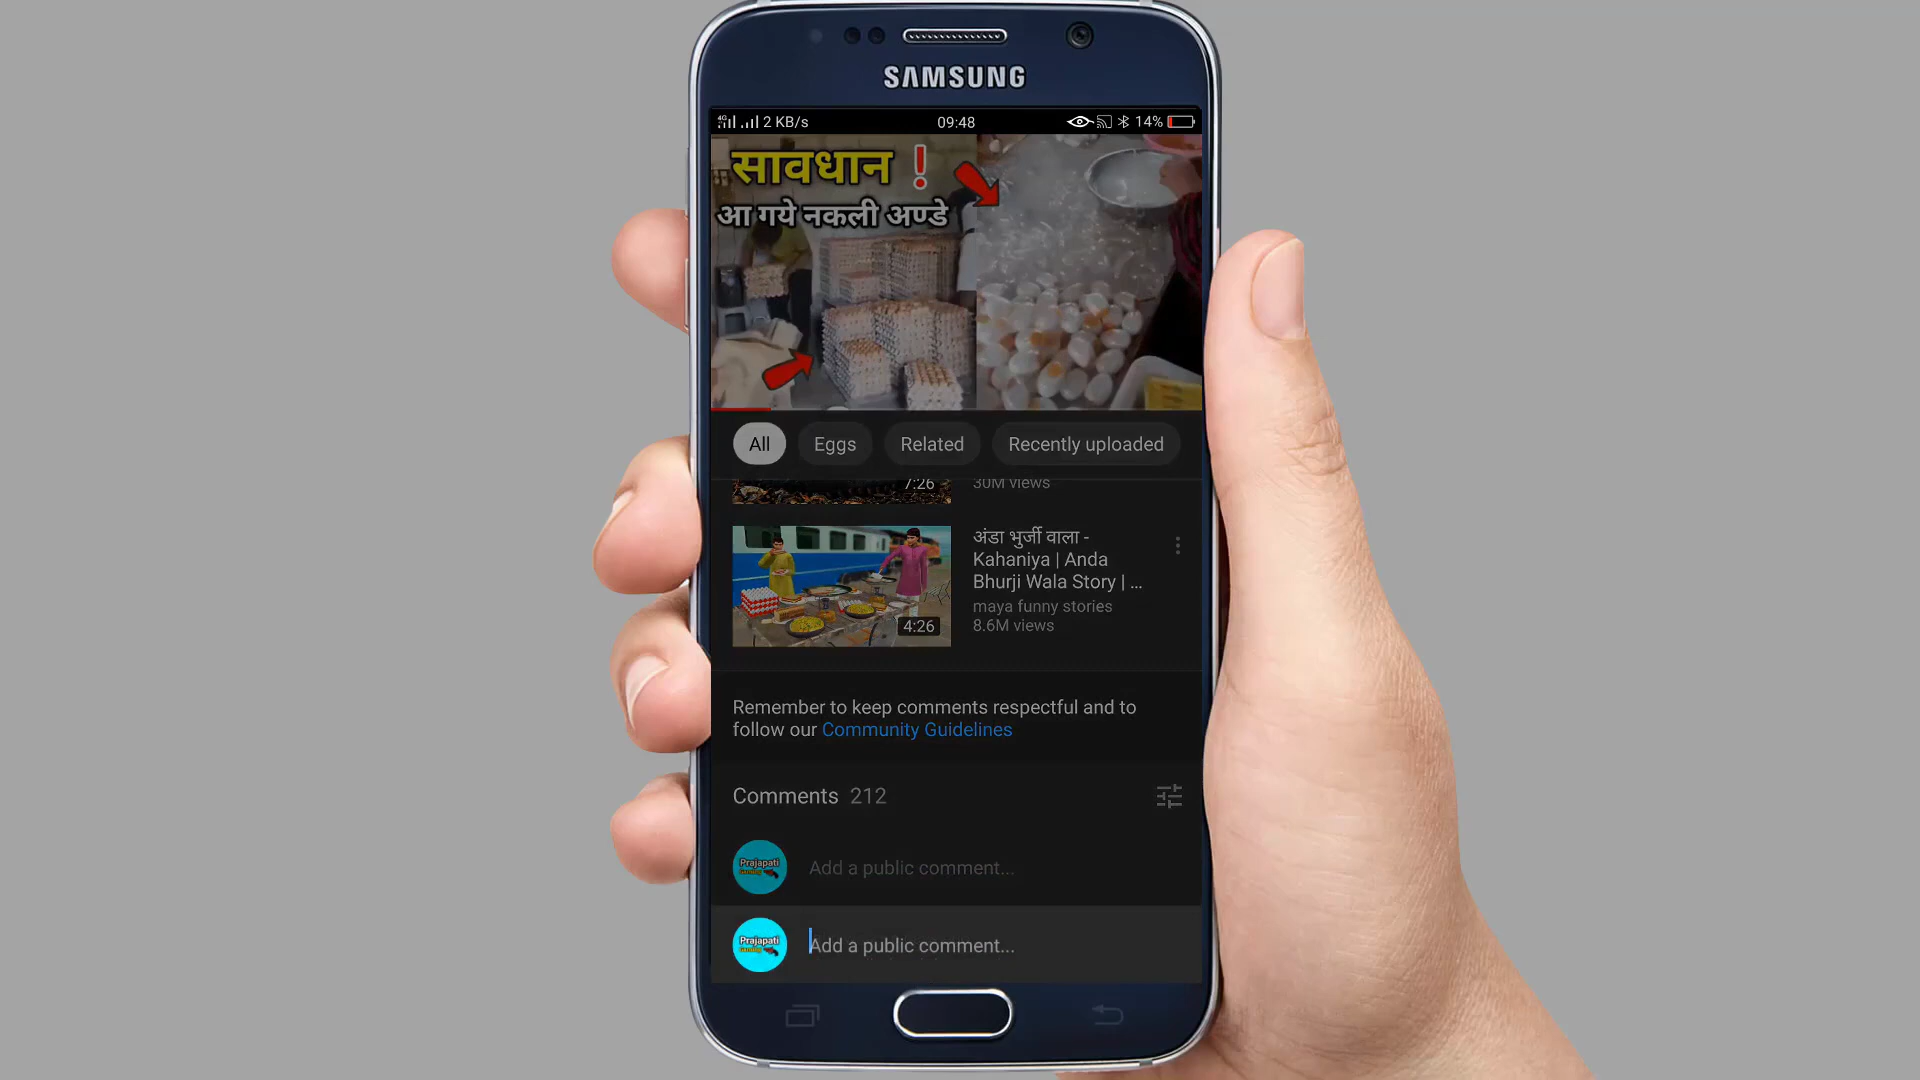 SAMSUNG
4G 2 KB/s 09:48 14%
सावधान !
आ गये नकली अण्डे
All Eggs Related Recently uploaded
7:26 30M views
अंडा भुर्जी वाला -
Kahaniya | Anda
Bhurji Wala Story | ...
maya funny stories
8.6M views
4:26
Remember to keep comments respectful and to
follow our Community Guidelines
Comments 212
Prajapati
Add a public comment...
Prajapati
Add a public comment...